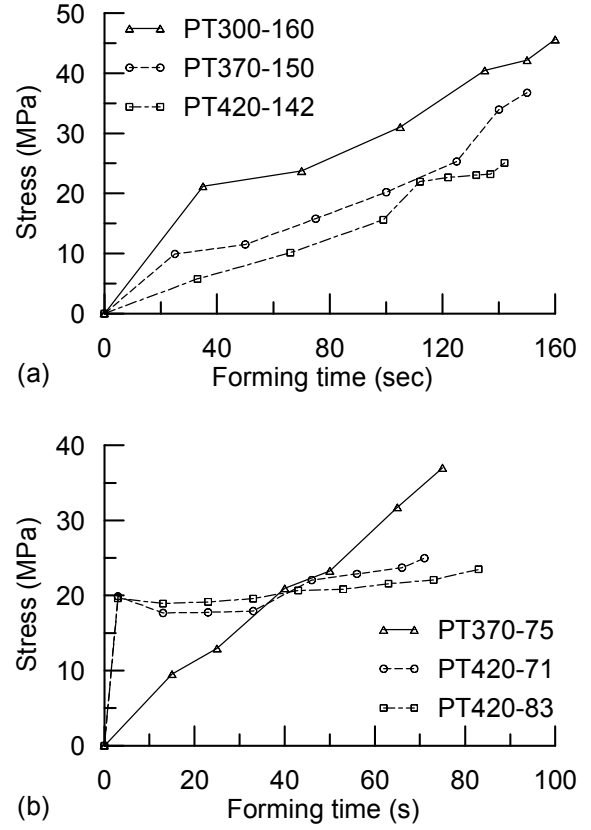 50
40
30
20
10
0
Stress (MPa)
PT300-160
PT370-150
PT420-142
0 40 80 120 160
(a) Forming time (sec)
40
30
20
10
0
Stress (MPa)
PT370-75
PT420-71
PT420-83
0 20 40 60 80 100
(b) Forming time (s)